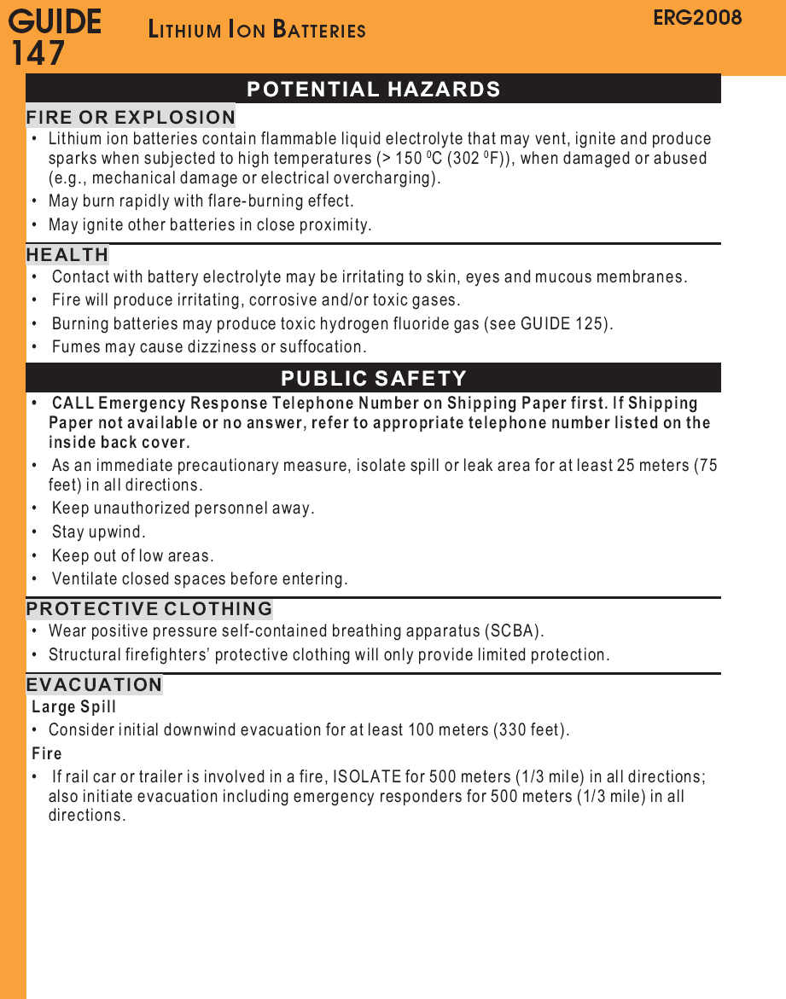 GUIDE
147
LITHIUM ION BATTERIES
ERG2008
POTENTIAL HAZARDS
FIRE OR EXPLOSION
• Lithium ion batteries contain flammable liquid electrolyte that may vent, ignite and produce
sparks when subjected to high temperatures (> 150 ⁰C (302 ⁰F)), when damaged or abused
(e.g., mechanical damage or electrical overcharging).
• May burn rapidly with flare-burning effect.
• May ignite other batteries in close proximity.
HEALTH
• Contact with battery electrolyte may be irritating to skin, eyes and mucous membranes.
• Fire will produce irritating, corrosive and/or toxic gases.
• Burning batteries may produce toxic hydrogen fluoride gas (see GUIDE 125).
• Fumes may cause dizziness or suffocation.
PUBLIC SAFETY
• CALL Emergency Response Telephone Number on Shipping Paper first. If Shipping
Paper not available or no answer, refer to appropriate telephone number listed on the
inside back cover.
• As an immediate precautionary measure, isolate spill or leak area for at least 25 meters (75
feet) in all directions.
• Keep unauthorized personnel away.
• Stay upwind.
• Keep out of low areas.
• Ventilate closed spaces before entering.
PROTECTIVE CLOTHING
• Wear positive pressure self-contained breathing apparatus (SCBA).
• Structural firefighters’ protective clothing will only provide limited protection.
EVACUATION
Large Spill
• Consider initial downwind evacuation for at least 100 meters (330 feet).
Fire
• If rail car or trailer is involved in a fire, ISOLATE for 500 meters (1/3 mile) in all directions;
also initiate evacuation including emergency responders for 500 meters (1/3 mile) in all
directions.